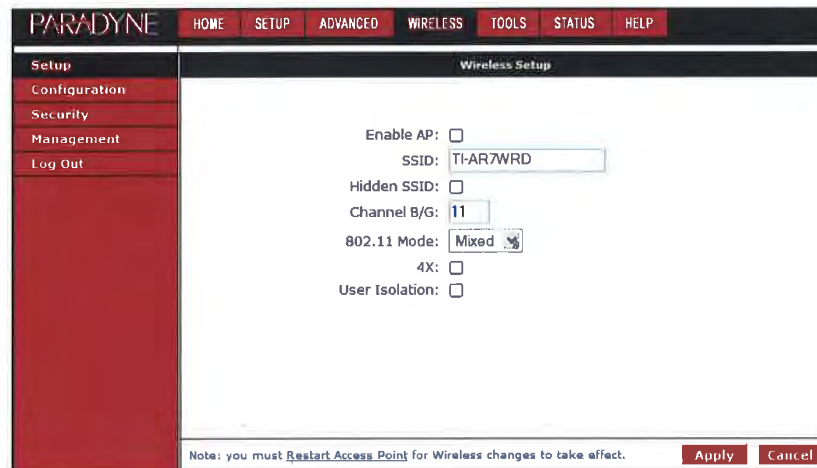 PARADYNE
HOME SETUP ADVANCED WIRELESS TOOLS STATUS HELP
Setup
Wireless Setup
Configuration
Security
Management
Log Out
Enable AP:
SSID: TI-AR7WRD
Hidden SSID:
Channel B/G: 11
802.11 Mode: Mixed
4X:
User Isolation:
Note: you must Restart Access Point for Wireless changes to take effect.
Apply Cancel